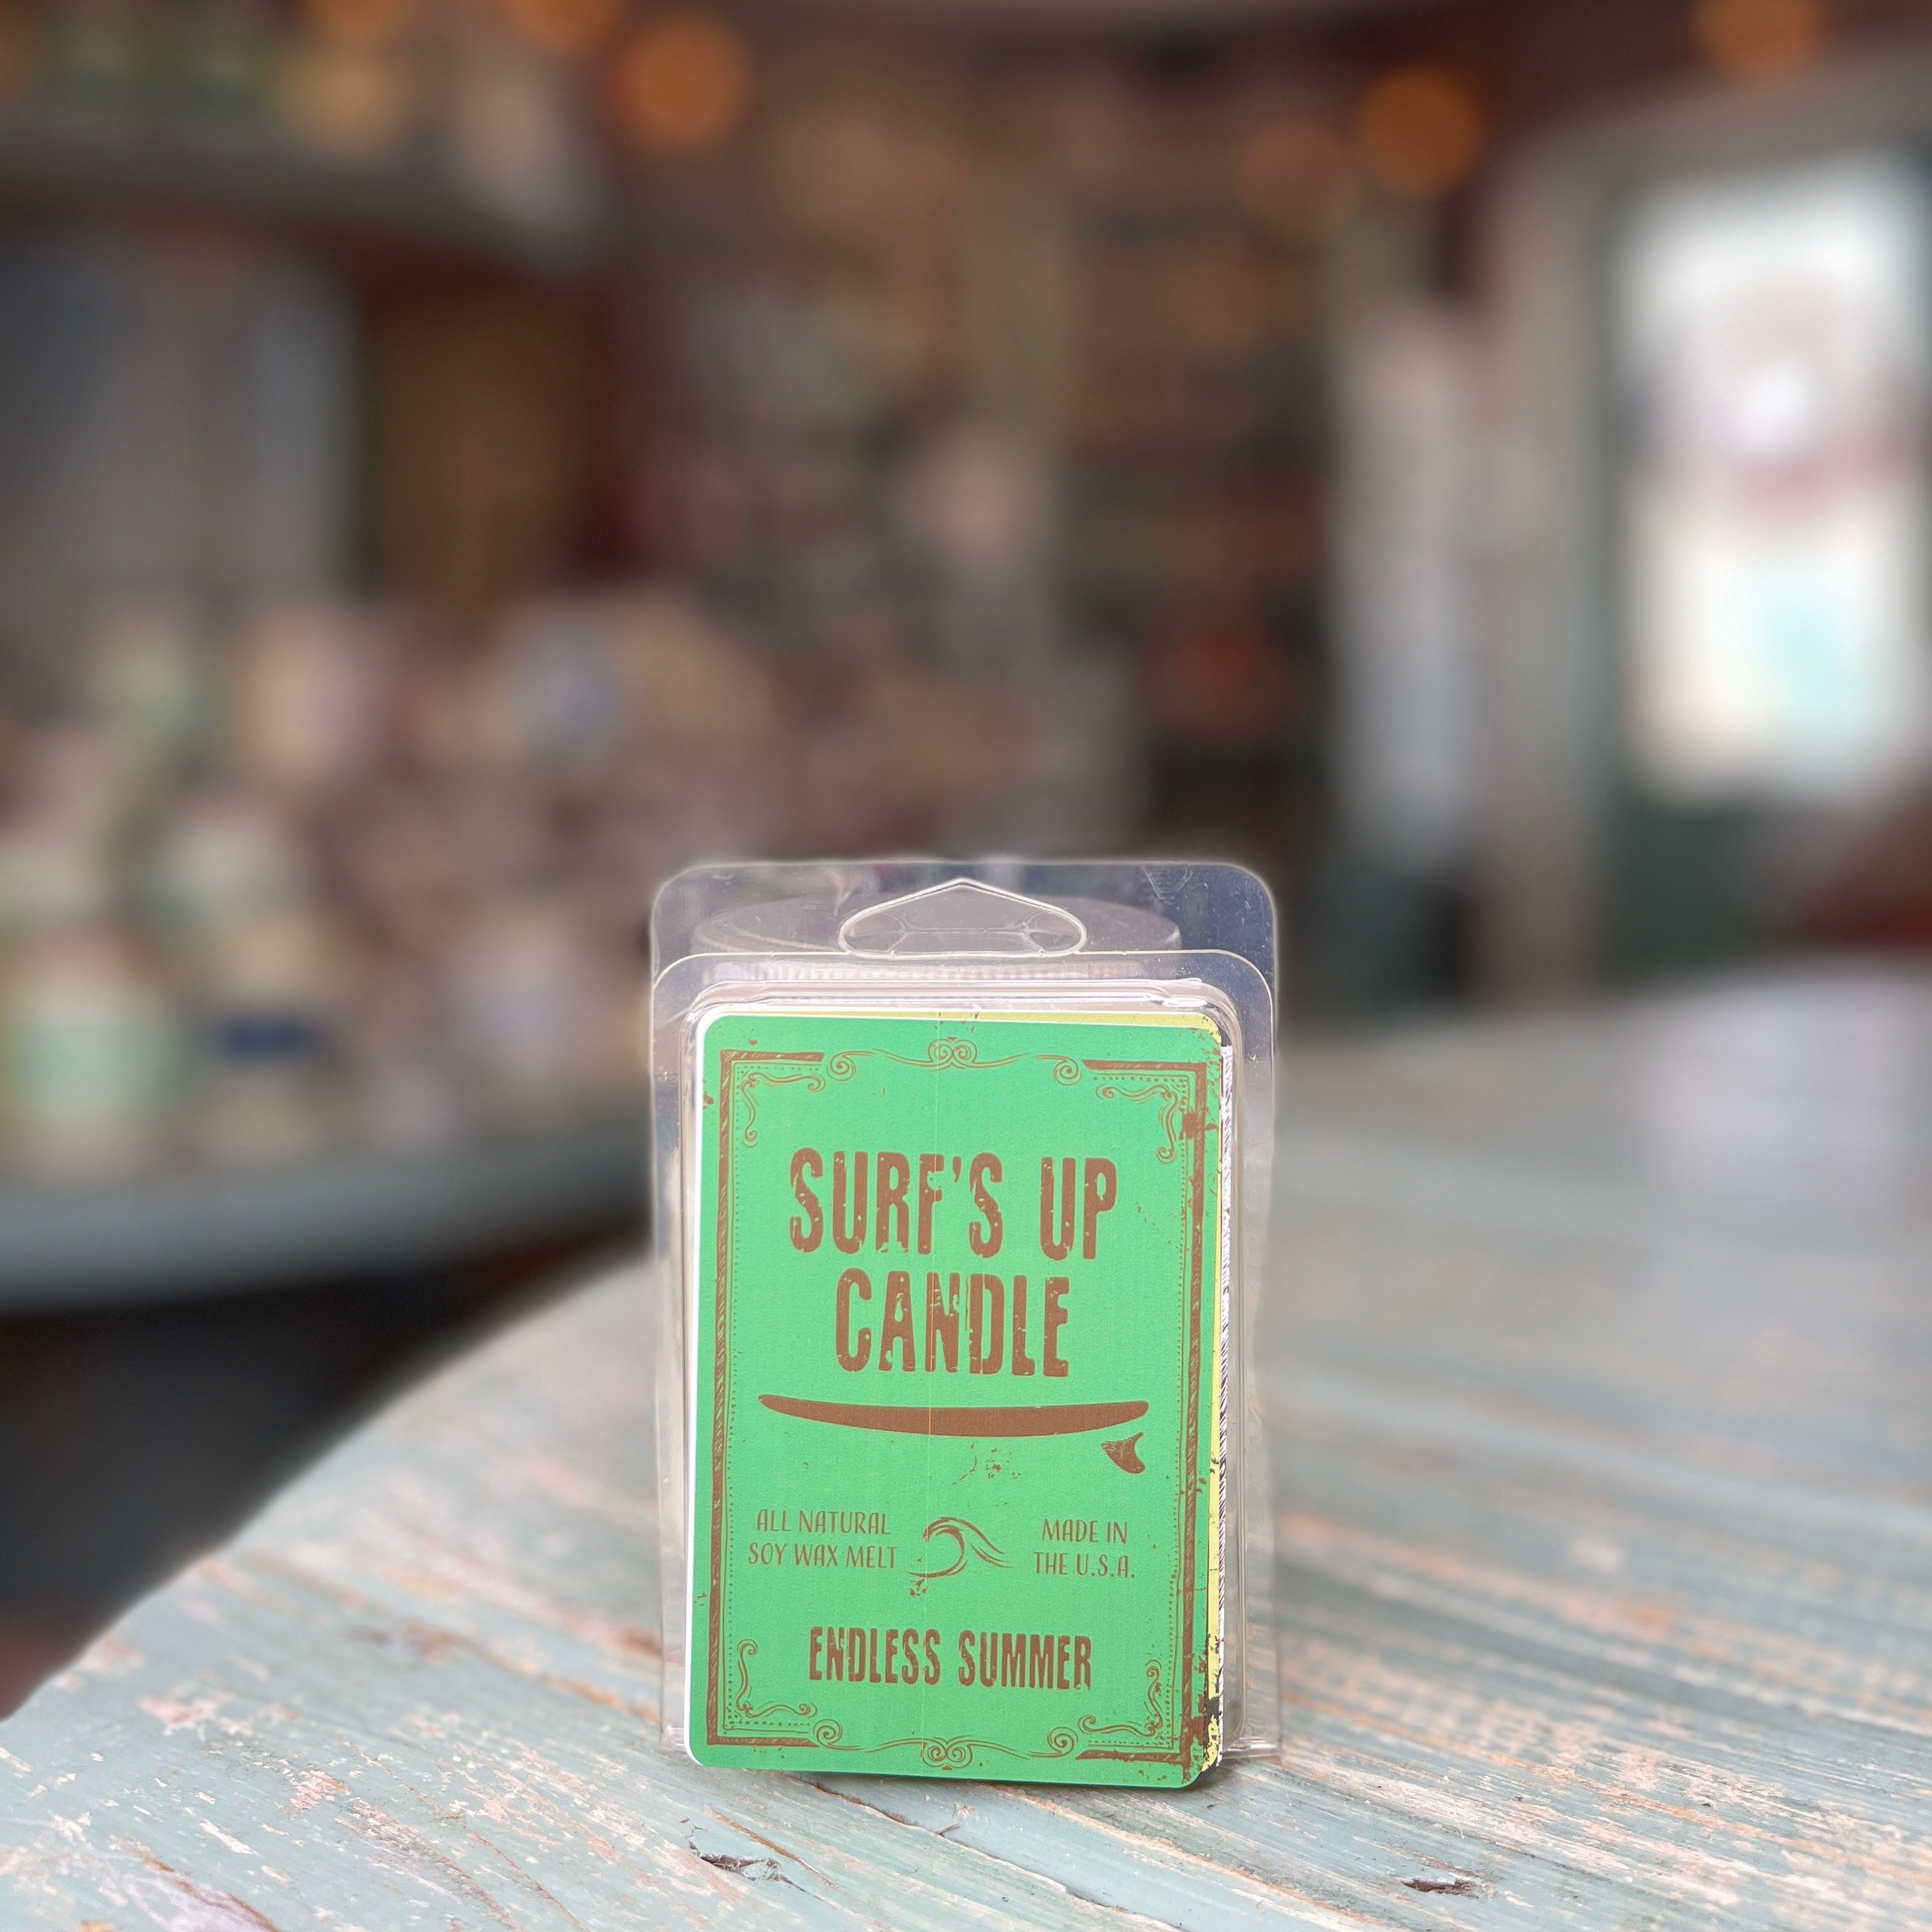 SURF'S UP
CANDLE
ALL NATURAL
SOY WAX MELT
MADE IN
THE U.S.A.
ENDLESS SUMMER